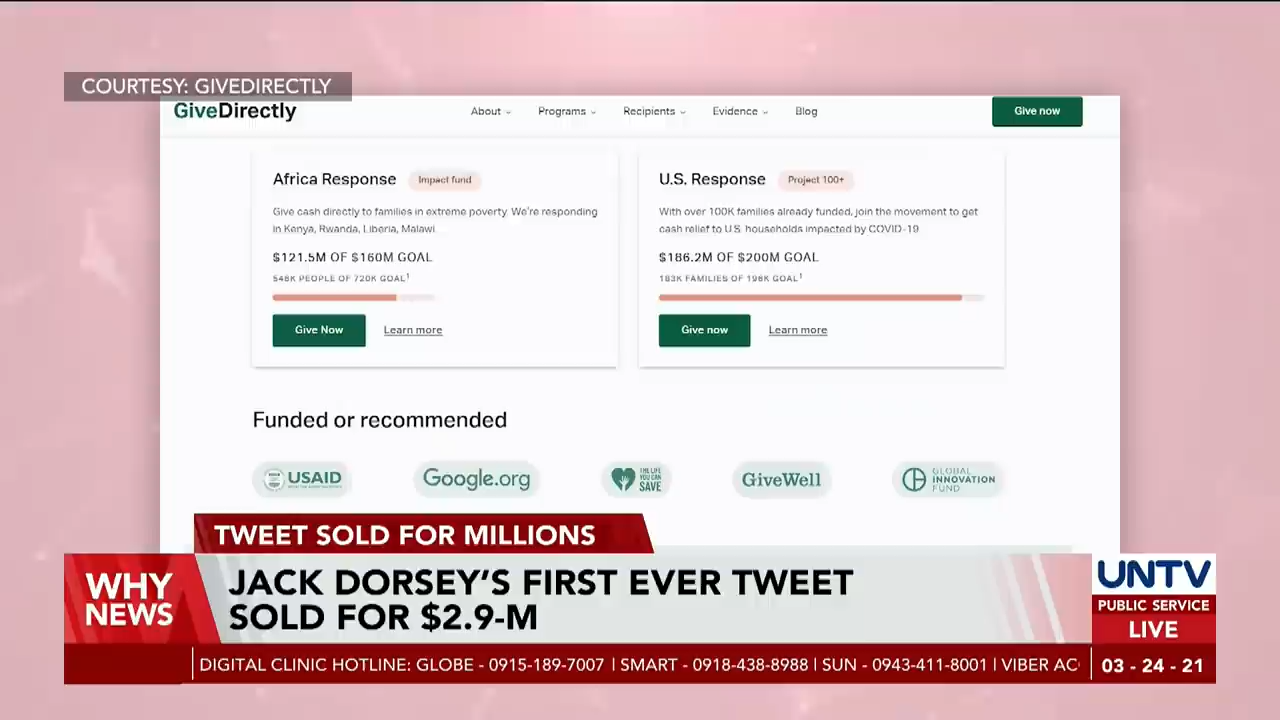 COURTESY: GIVEDIRECTLY
GiveDirectly
About
Programs
Recipients
Evidence
Blog
Give now
Africa Response
Impact fund
Give cash directly to families in extreme poverty. We're responding
in Kenya, Rwanda, Liberia, Malawi.
$121.5M OF $160M GOAL
548K PEOPLE OF 720K GOAL¹
Give Now
Learn more
U.S. Response
Project 100+
With over 100K families already funded, join the movement to get
cash relief to U.S. households impacted by COVID-19
$186.2M OF $200M GOAL
183K FAMILIES OF 196K GOAL¹
Give now
Learn more
Funded or recommended
USAID
Google.org
THE LIFE
YOU CAN
SAVE
GiveWell
GLOBAL
INNOVATION
FUND
TWEET SOLD FOR MILLIONS
WHY
NEWS
JACK DORSEY'S FIRST EVER TWEET
SOLD FOR $2.9-M
UNTV
PUBLIC SERVICE
LIVE
DIGITAL CLINIC HOTLINE: GLOBE - 0915-189-7007 | SMART - 0918-438-8988 | SUN - 0943-411-8001 | VIBER AC
03 - 24 - 21